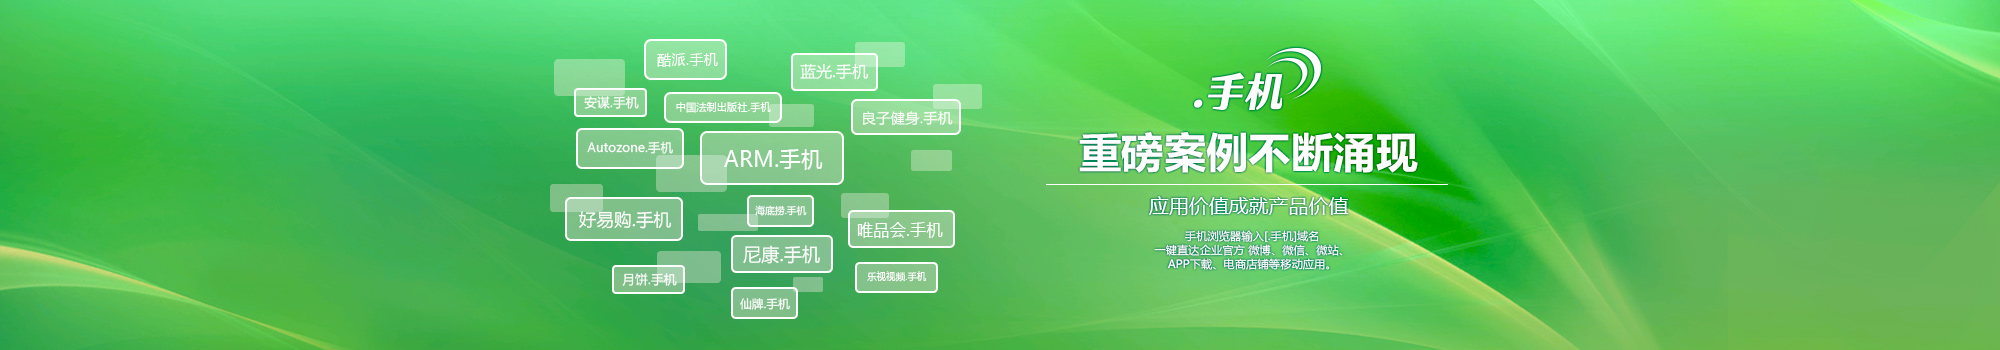 酷派.手机
蓝光.手机
安谋.手机
中国法制出版社.手机
良子健身.手机
Autozone.手机
ARM.手机
好易购.手机
海底捞.手机
唯品会.手机
尼康.手机
月饼.手机
乐视视频.手机
仙牌.手机
.手机
重磅案例不断涌现
应用价值成就产品价值
手机浏览器输入[.手机]域名
一键直达企业官方 微博、微信、微站、
APP下载、电商店铺等移动应用。